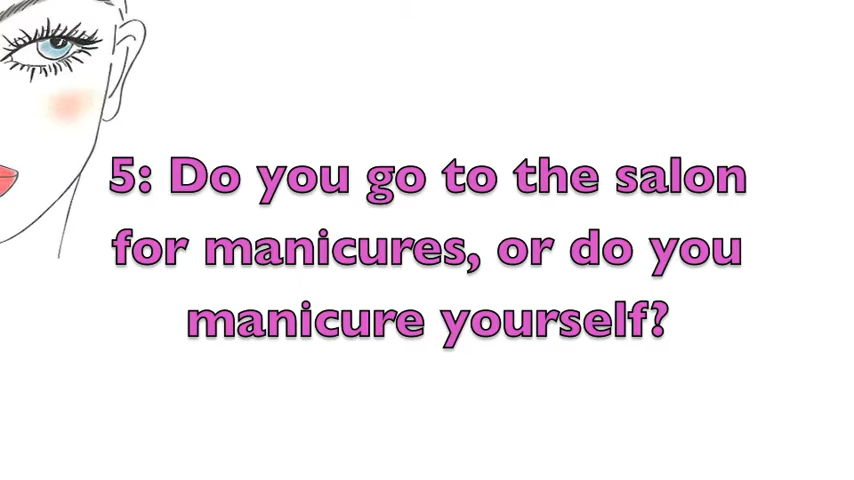 5: Do you go to the salon
for manicures, or do you
manicure yourself?